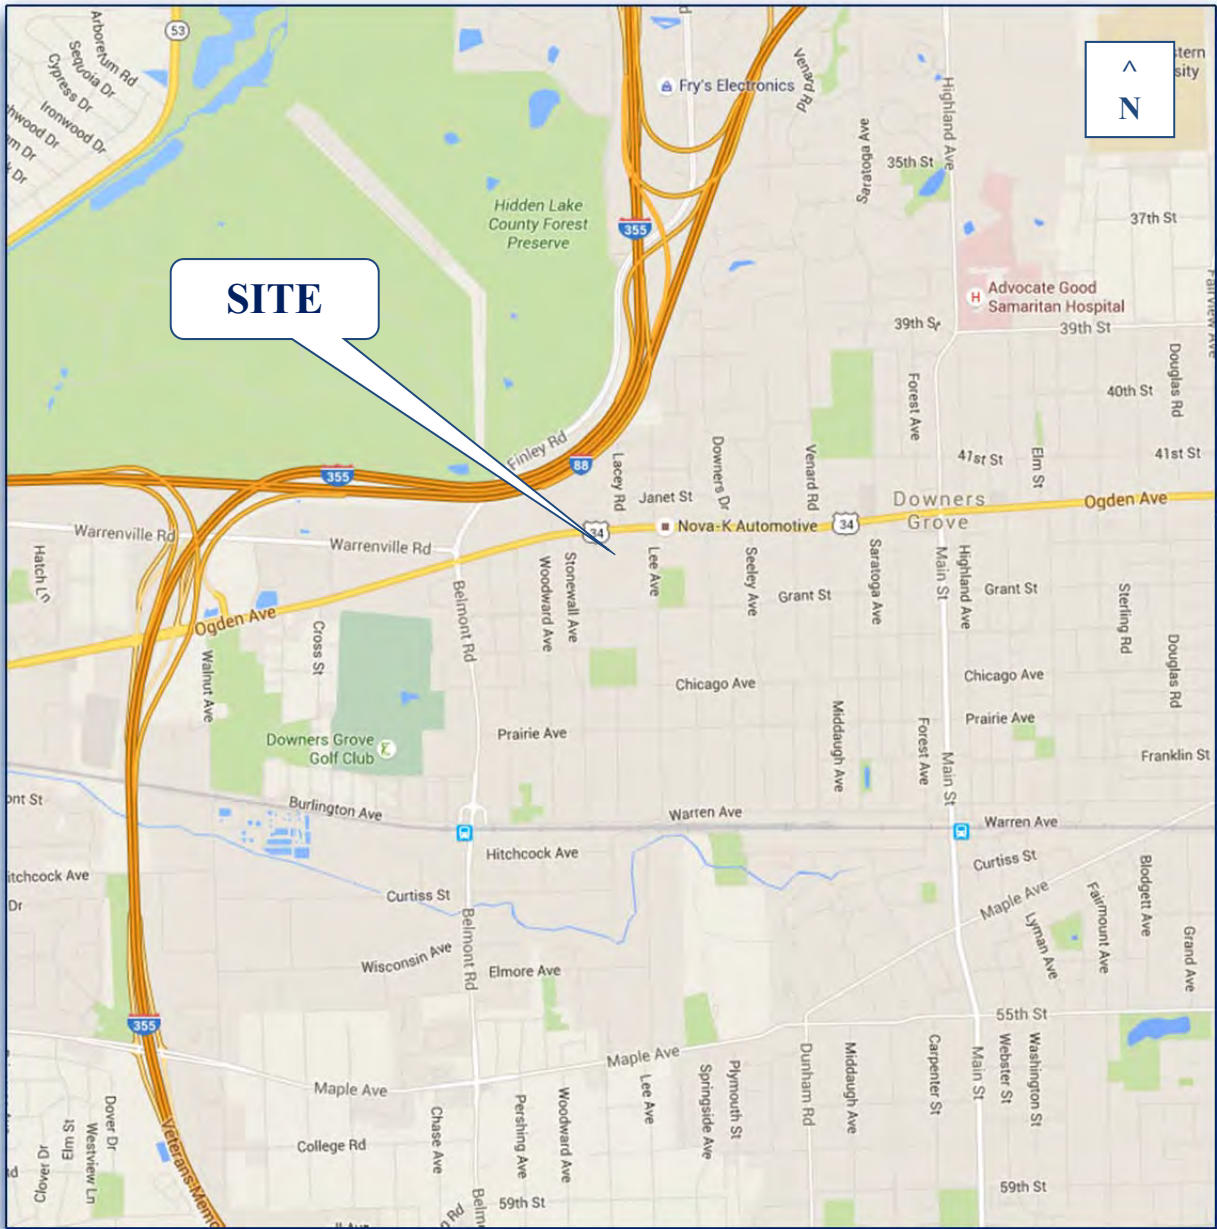 53
Arboretum Rd
Sequoia Dr
Cypress Dr
Ironwood Dr
Fry's Electronics
Venard Rd
Highland Ave
^
N
Saratoga Ave
35th St
37th St
Hidden Lake
County Forest
Preserve
355
SITE
Advocate Good
Samaritan Hospital
39th St
39th St
Fairview Ave
Douglas Rd
40th St
Forest Ave
Finley Rd
88
Lacey Rd
Downers Dr
Venard Rd
41st St
Elm St
41st St
355
Janet St
Downers
Grove
Ogden Ave
Warrenville Rd
Warrenville Rd
34
Nova-K Automotive
34
Hatch Ln
Belmont Rd
Woodward Ave
Stonewall Ave
Lee Ave
Seeley Ave
Grant St
Saratoga Ave
Main St
Highland Ave
Grant St
Sterling Rd
Ogden Ave
Cross St
Walnut Ave
Chicago Ave
Chicago Ave
Douglas Rd
Prairie Ave
Middaugh Ave
Forest Ave
Prairie Ave
Downers Grove
Golf Club
Franklin St
Main St
Burlington Ave
Warren Ave
Warren Ave
Hitchcock Ave
Curtiss St
Curtiss St
Maple Ave
Blodgett Ave
Fairmount Ave
Lyman Ave
Grand Ave
Belmont Rd
Wisconsin Ave
Elmore Ave
355
55th St
Maple Ave
Maple Ave
Dunham Rd
Middaugh Ave
Carpenter St
Main St
Webster St
Washington St
Lee Ave
Springside Ave
Plymouth St
Chase Ave
Pershing Ave
Woodward Ave
Dover Dr
Westview Ln
Elm St
Clover Dr
College Rd
59th St
59th St